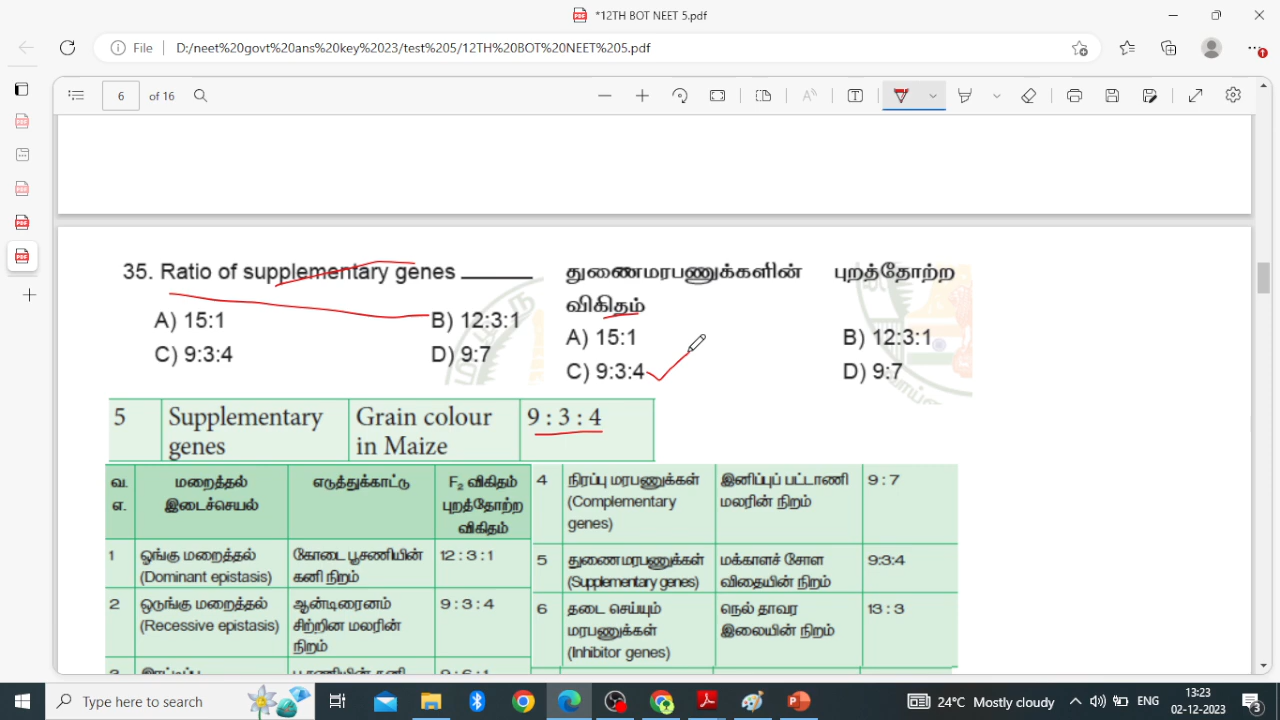 *12TH BOT NEET 5.pdf
File D:/neet%20govt%20ans%20key%202023/test%205/12TH%20BOT%20NEET%205.pdf
6 of 16
35. Ratio of supplementary genes ________
A) 15:1 B) 12:3:1
C) 9:3:4 D) 9:7
துணைமரபணுக்களின் புறத்தோற்ற
விகிதம்
A) 15:1 B) 12:3:1
C) 9:3:4 D) 9:7
5 Supplementary genes Grain colour in Maize 9 : 3 : 4
வ. எ. மறைத்தல் இடைச்செயல் எடுத்துக்காட்டு F₂ விகிதம் புறத்தோற்ற விகிதம்
1 ஓங்கு மறைத்தல் (Dominant epistasis) கோடை பூசணியின் கனி நிறம் 12 : 3 : 1
2 ஒடுங்கு மறைத்தல் (Recessive epistasis) ஆன்டிரைனம் சிற்றின மலரின் நிறம் 9 : 3 : 4
4 நிரப்பு மரபணுக்கள் (Complementary genes) இனிப்புப் பட்டாணி மலரின் நிறம் 9 : 7
5 துணை மரபணுக்கள் (Supplementary genes) மக்காளச் சோள விதையின் நிறம் 9:3:4
6 தடை செய்யும் மரபணுக்கள் (Inhibitor genes) நெல் தாவர இலையின் நிறம் 13 : 3
Type here to search
24°C Mostly cloudy
ENG
13:23
02-12-2023
3